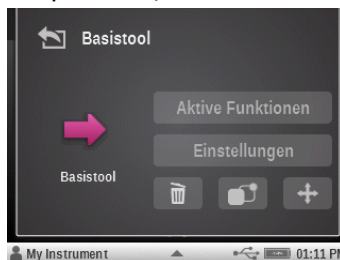 Basistool
Aktive Funktionen
Einstellungen
Basistool
My Instrument 01:11 P